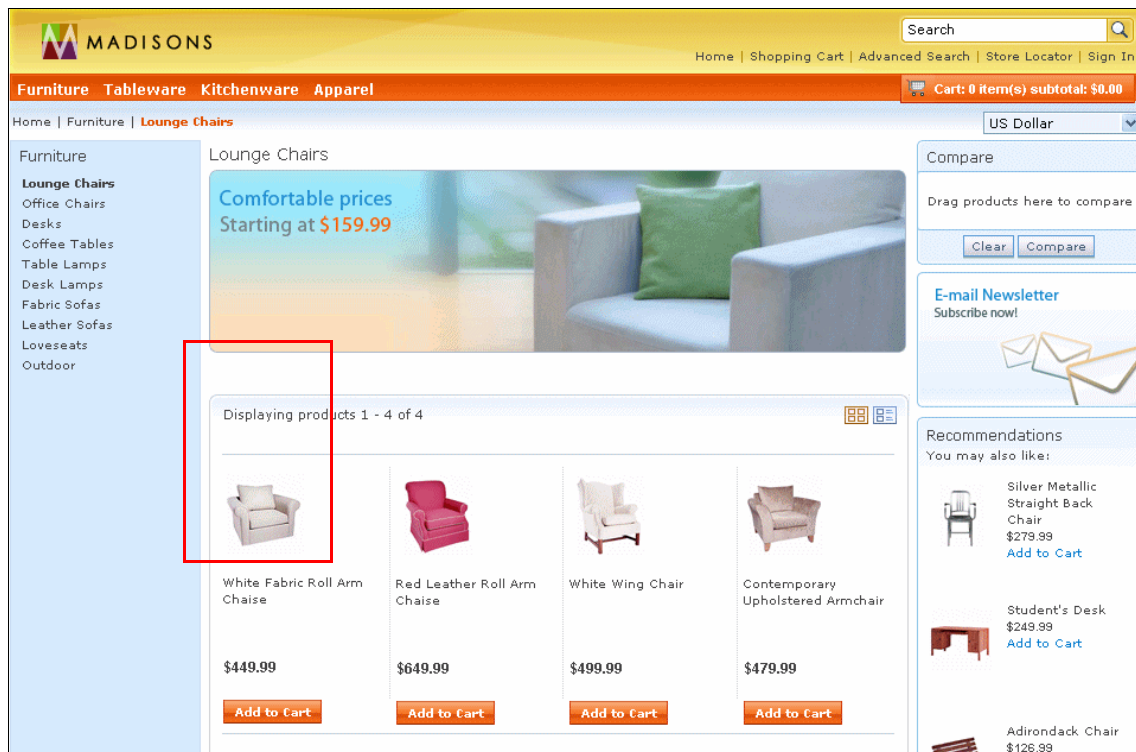 MADISONS
Search
Home | Shopping Cart | Advanced Search | Store Locator | Sign In
Furniture Tableware Kitchenware Apparel
Cart: 0 item(s) subtotal: $0.00
Home | Furniture | Lounge Chairs
US Dollar
Furniture
Lounge Chairs
Office Chairs
Desks
Coffee Tables
Table Lamps
Desk Lamps
Fabric Sofas
Leather Sofas
Loveseats
Outdoor
Lounge Chairs
Comfortable prices
Starting at $159.99
Displaying products 1 - 4 of 4
White Fabric Roll Arm
Chaise
$449.99
Add to Cart
Red Leather Roll Arm
Chaise
$649.99
Add to Cart
White Wing Chair
$499.99
Add to Cart
Contemporary
Upholstered Armchair
$479.99
Add to Cart
Compare
Drag products here to compare
Clear Compare
E-mail Newsletter
Subscribe now!
Recommendations
You may also like:
Silver Metallic
Straight Back
Chair
$279.99
Add to Cart
Student's Desk
$249.99
Add to Cart
Adirondack Chair
$126.99